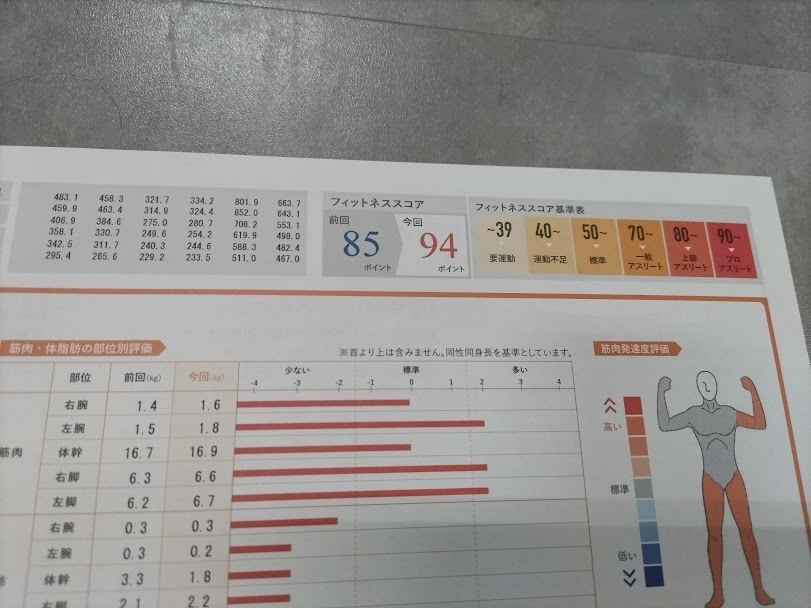 483.1 458.3 321.7 334.2 801.9 663.7
459.9 463.4 314.9 324.4 852.0 643.1
406.9 384.6 275.0 280.7 706.2 553.1
358.1 330.7 249.6 254.2 619.9 498.0
342.5 311.7 240.3 244.6 588.3 482.4
295.4 265.6 229.2 233.5 511.0 467.0
フィットネススコア
前回 今回
85 94
ポイント ポイント
フィットネススコア基準表
~39 40~ 50~ 70~ 80~ 90~
要運動 運動不足 標準 一般アスリート 上級アスリート プロアスリート
筋肉・体脂肪の部位別評価
※首より上は含みません。同性同身長を基準としています。
部位 前回(kg) 今回(kg) 少ない 標準 多い
-4 -3 -2 -1 0 1 2 3 4
右腕 1.4 1.6
左腕 1.5 1.8
筋肉 体幹 16.7 16.9
右脚 6.3 6.6
左脚 6.2 6.7
右腕 0.3 0.3
左腕 0.3 0.2
体幹 3.3 1.8
右脚 2.1 2.2
筋肉発達度評価
高い
標準
低い